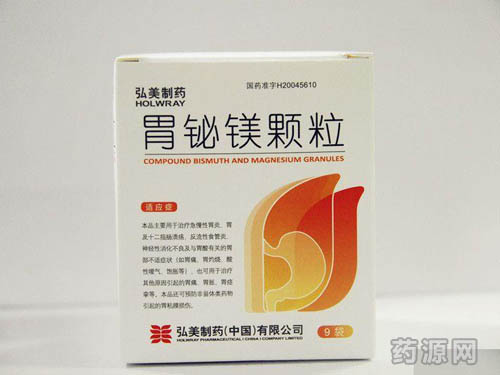 弘美制药
HOLWRAY
国药准字H20045610
胃铋镁颗粒
COMPOUND BISMUTH AND MAGNESIUM GRANULES
适应症
本品主要用于治疗急慢性胃炎、胃
及十二指肠溃疡、反流性食管炎、
神经性消化不良及与胃酸有关的胃
部不适症状（如胃痛、胃灼烧、酸
性嗳气、饱胀等），也可用于治疗
其他原因引起的胃痛、胃胀、胃痉
挛等。本品还可预防非甾体类药物
引起的胃粘膜损伤。
弘美制药(中国)有限公司
HOLWRAY PHARMACEUTICAL ( CHINA ) COMPANY LIMITED
9 袋
药源网